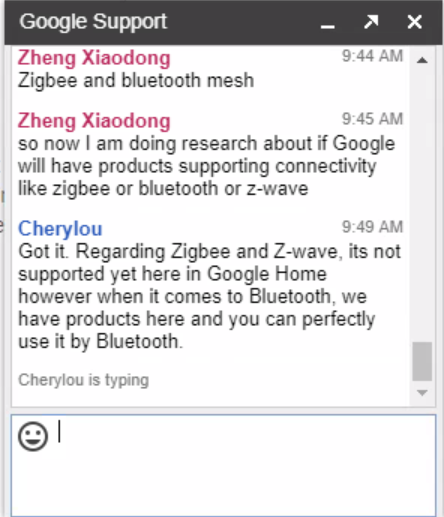 Google Support
Zheng Xiaodong 9:44 AM
Zigbee and bluetooth mesh
Zheng Xiaodong 9:45 AM
so now I am doing research about if Google
will have products supporting connectivity
like zigbee or bluetooth or z-wave
Cherylou 9:49 AM
Got it. Regarding Zigbee and Z-wave, its not
supported yet here in Google Home
however when it comes to Bluetooth, we
have products here and you can perfectly
use it by Bluetooth.
Cherylou is typing